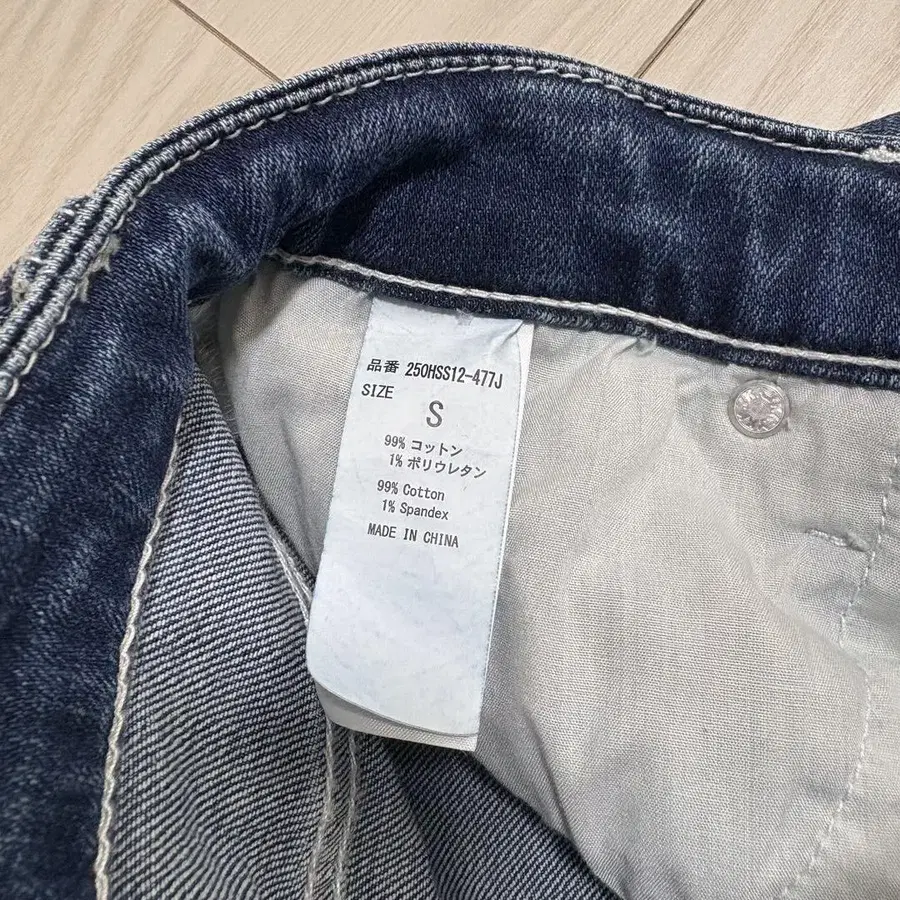 品番 250HSS12-477J
SIZE
S
99% コットン
1% ポリウレタン
99% Cotton
1% Spandex
MADE IN CHINA